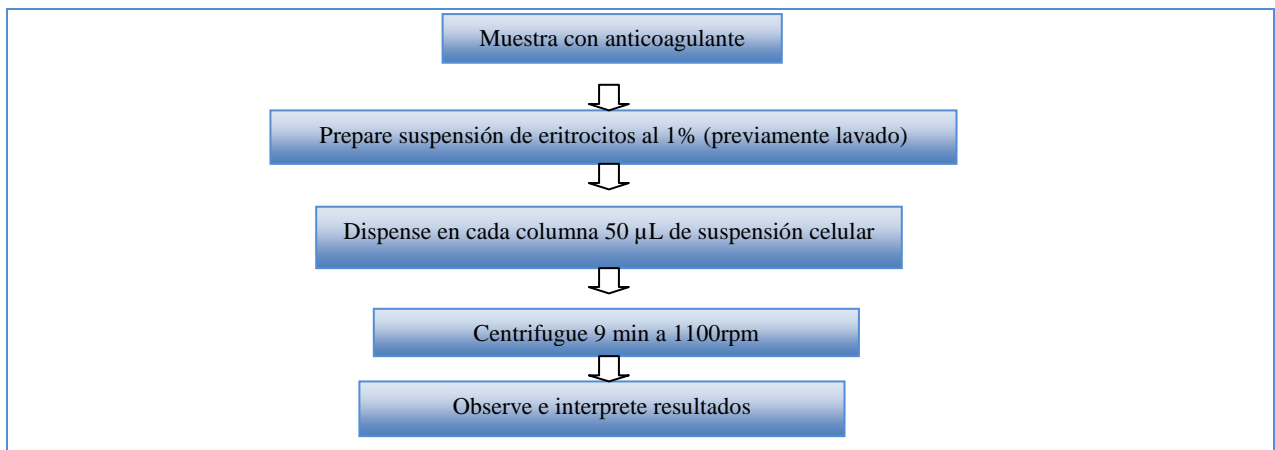 Muestra con anticoagulante
Prepare suspensión de eritrocitos al 1% (previamente lavado)
Dispense en cada columna 50 µL de suspensión celular
Centrifugue 9 min a 1100rpm
Observe e interprete resultados